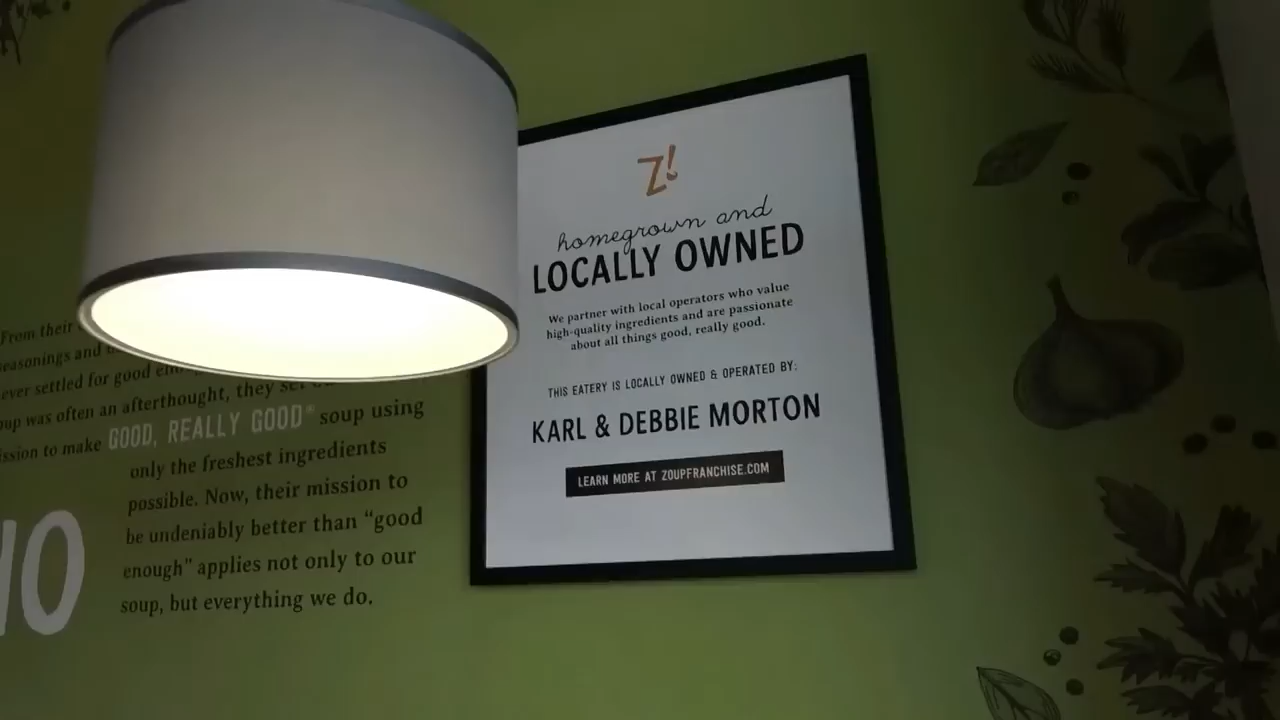 From their
easonings and
ever settled for good
oup was often an afterthought, they
ission to make GOOD, REALLY GOOD® soup using
only the freshest ingredients
possible. Now, their mission to
be undeniably better than “good
enough” applies not only to our
soup, but everything we do.
IO
Z!
homegrown and
LOCALLY OWNED
We partner with local operators who value
high-quality ingredients and are passionate
about all things good, really good.
THIS EATERY IS LOCALLY OWNED & OPERATED BY:
KARL & DEBBIE MORTON
LEARN MORE AT ZOUPFRANCHISE.COM